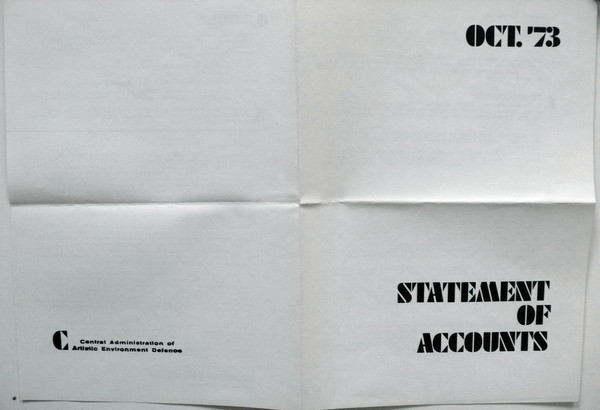 OCT. '73
STATEMENT
OF
ACCOUNTS
C Central Administration of
Artistic Environment Defence